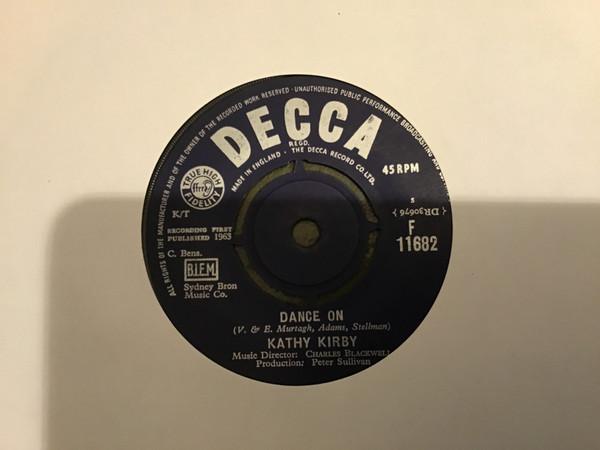 ALL RIGHTS OF THE MANUFACTURER AND OF THE OWNER OF THE RECORDED WORK RESERVED · UNAUTHORISED PUBLIC PERFORMANCE BROADCASTING AND
DECCA
REGD.
MADE IN ENGLAND · THE DECCA RECORD CO. LTD.
TRUE HIGH
ffrr
FIDELITY
45 RPM
K/T
{ DR30676 }
S
RECORDING FIRST
PUBLISHED 1963
F
11682
C. Bens.
B.I.E.M.
Sydney Bron
Music Co.
DANCE ON
(V. & E. Murtagh, Adams, Stellman)
KATHY KIRBY
Music Director: CHARLES BLACKWELL
Production: Peter Sullivan